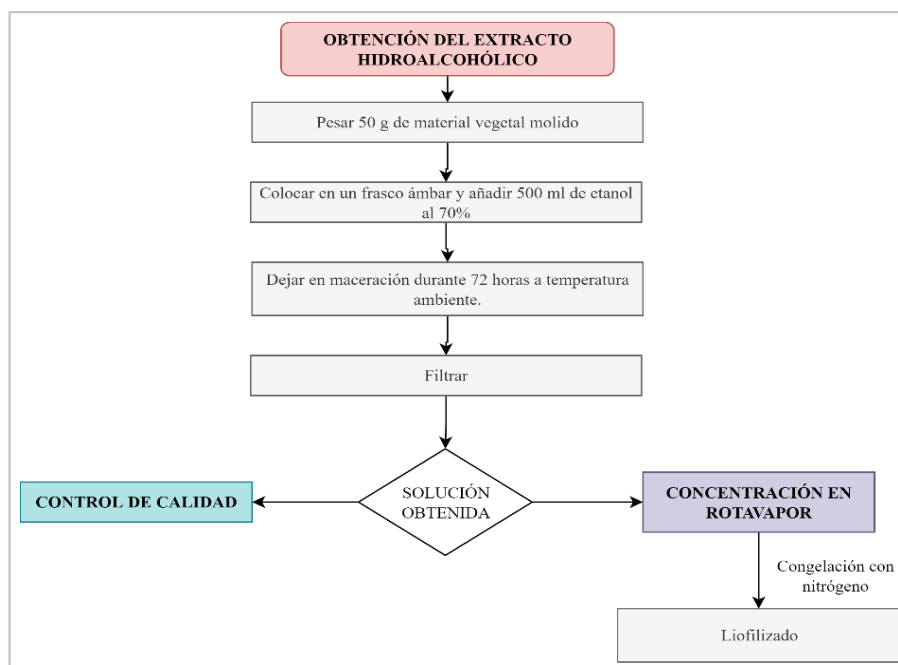 OBTENCIÓN DEL EXTRACTO
HIDROALCOHÓLICO
Pesar 50 g de material vegetal molido
Colocar en un frasco ámbar y añadir 500 ml de etanol
al 70%
Dejar en maceración durante 72 horas a temperatura
ambiente.
Filtrar
SOLUCIÓN
OBTENIDA
CONTROL DE CALIDAD
CONCENTRACIÓN EN
ROTAVAPOR
Congelación con
nitrógeno
Liofilizado